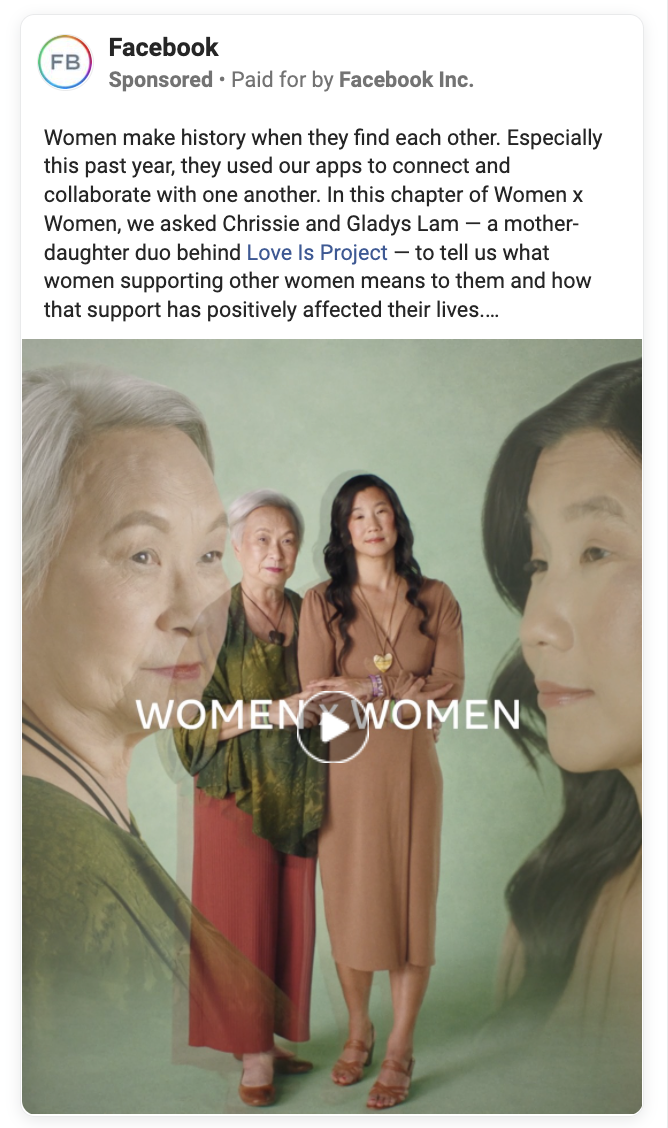 FB
Facebook
Sponsored • Paid for by Facebook Inc.
Women make history when they find each other. Especially
this past year, they used our apps to connect and
collaborate with one another. In this chapter of Women x
Women, we asked Chrissie and Gladys Lam — a mother-
daughter duo behind Love Is Project — to tell us what
women supporting other women means to them and how
that support has positively affected their lives....
WOMEN x WOMEN